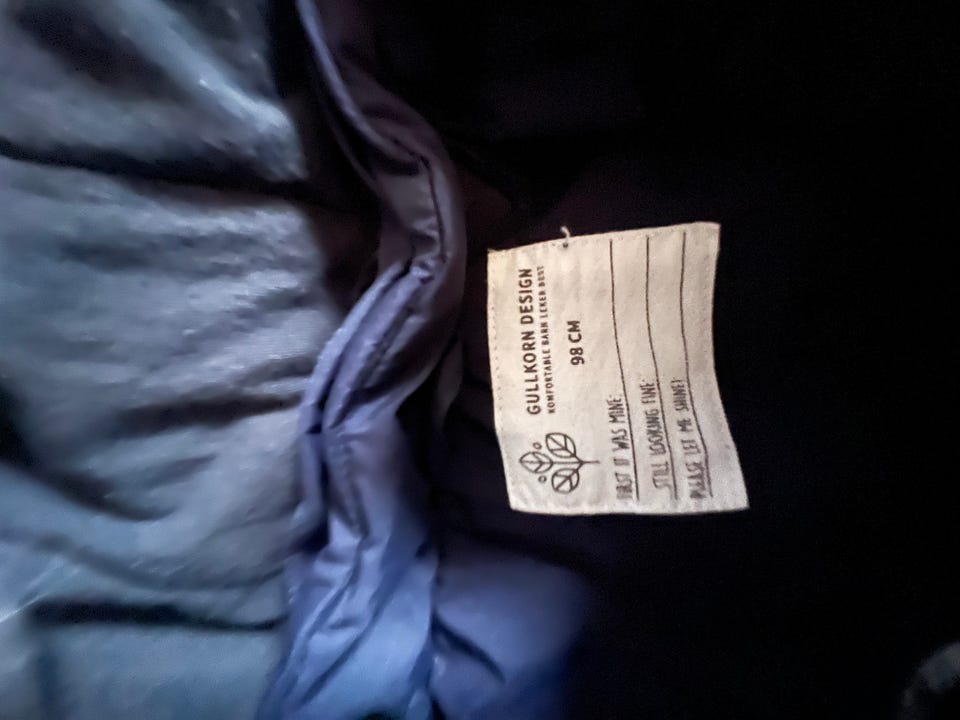 GULLKORN DESIGN
KOMFORTABLE BARN LEKER BEST
98 CM
FIRST IT WAS MINE:
STILL LOOKING FINE:
PLEASE LET ME SHINE!